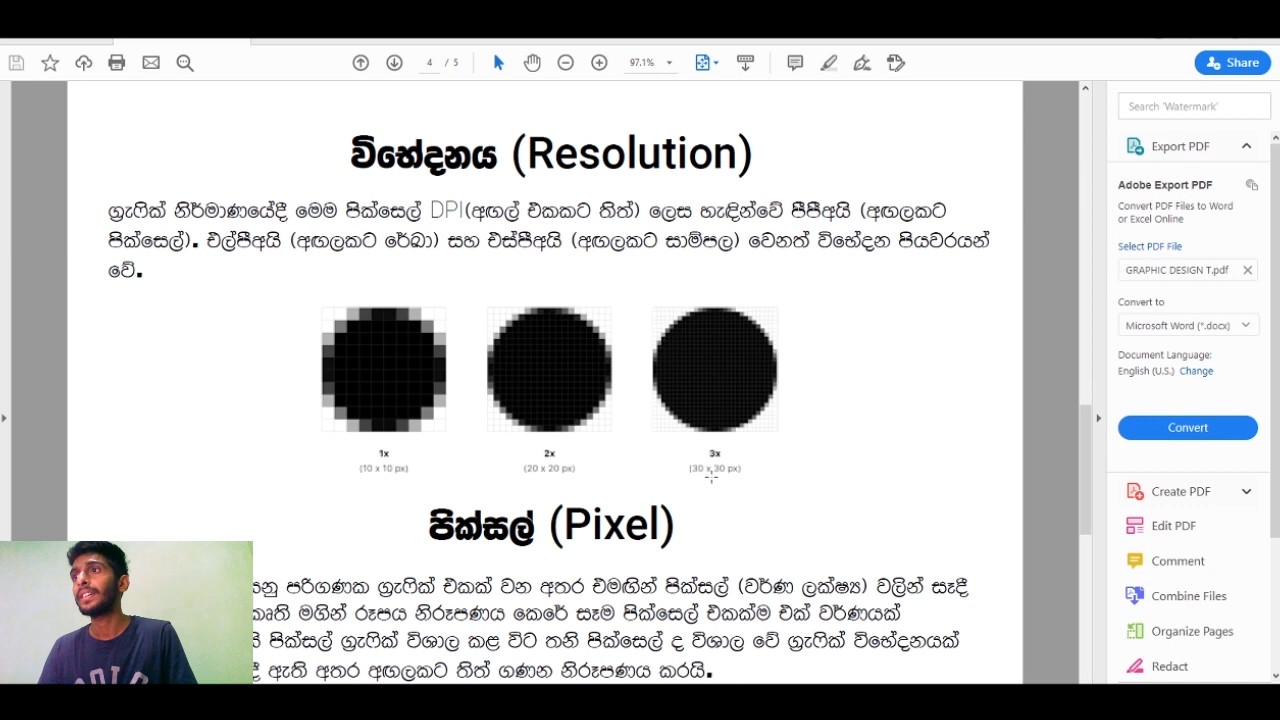 4 / 5
97.1%
Share
Search 'Watermark'
Export PDF
Adobe Export PDF
Convert PDF Files to Word
or Excel Online
Select PDF File
GRAPHIC DESIGN T.pdf
Convert to
Microsoft Word (*.docx)
Document Language:
English (U.S.) Change
Convert
Create PDF
Edit PDF
Comment
Combine Files
Organize Pages
Redact
විභේදනය (Resolution)
ග්‍රැෆික් නිර්මාණයේදී මෙම පික්සෙල් DPI(අඟල් එකකට තිත්) ලෙස හැඳින්වේ පීපීඅයි (අඟලකට
පික්සෙල්). එල්පීඅයි (අඟලකට රේඛා) සහ එස්පීඅයි (අඟලකට සාම්පල) වෙනත් විභේදන පියවරයන්
වේ.
1x 2x 3x
(10 x 10 px) (20 x 20 px) (30 x 30 px)
පික්සල් (Pixel)
පරිගණක ග්‍රැෆික් එකක් වන අතර එමඟින් පික්සල් (වර්ණ ලක්ෂ්‍ය) වලින් සෑදී
මගින් රූපය නිරූපණය කෙරේ සෑම පික්සෙල් එකක්ම එක් වර්ණයක්
පික්සල් ග්‍රැෆික් විශාල කළ විට තනි පික්සෙල් ද විශාල වේ ග්‍රැෆික් විභේදනයක්
ඇති අතර අඟලකට තිත් ගණන නිරූපණය කරයි.